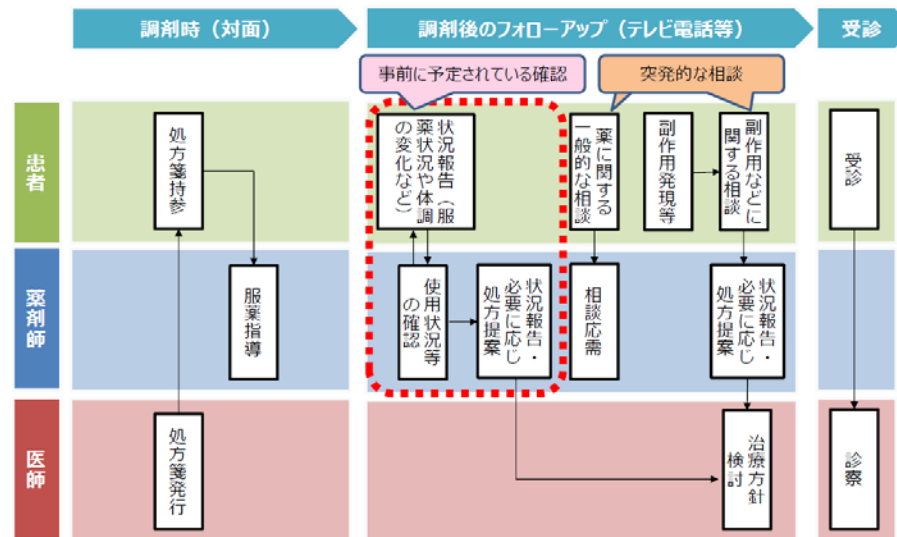 調剤時（対面）
調剤後のフォローアップ（テレビ電話等）
受診
事前に予定されている確認
突発的な相談
患者
処方箋持参
状況報告（服
薬状況や体調
の変化など）
薬に関する
一般的な相談
副作用発現等
副作用などに
関する相談
受診
薬剤師
服薬指導
使用状況等
の確認
状況報告・
必要に応じ
処方提案
相談応需
状況報告・
必要に応じ
処方提案
医師
処方箋発行
治療方針
検討
診察